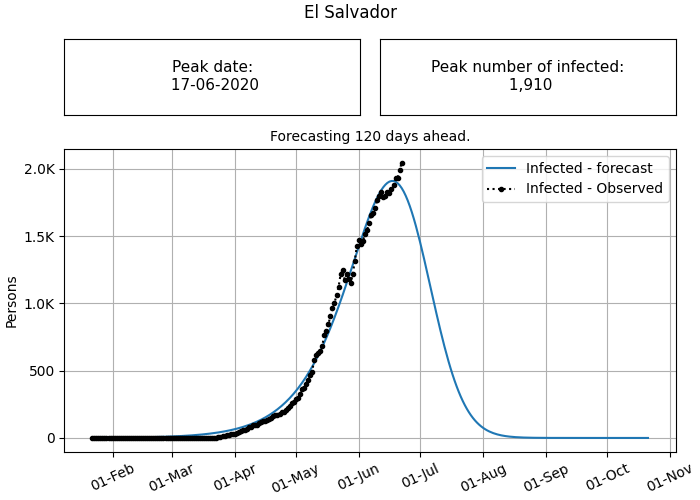 El Salvador
Peak date:
17-06-2020
Peak number of infected:
1,910
Forecasting 120 days ahead.
Infected - forecast
Infected - Observed
2.0K
1.5K
1.0K
500
0
Persons
01-Feb
01-Mar
01-Apr
01-May
01-Jun
01-Jul
01-Aug
01-Sep
01-Oct
01-Nov